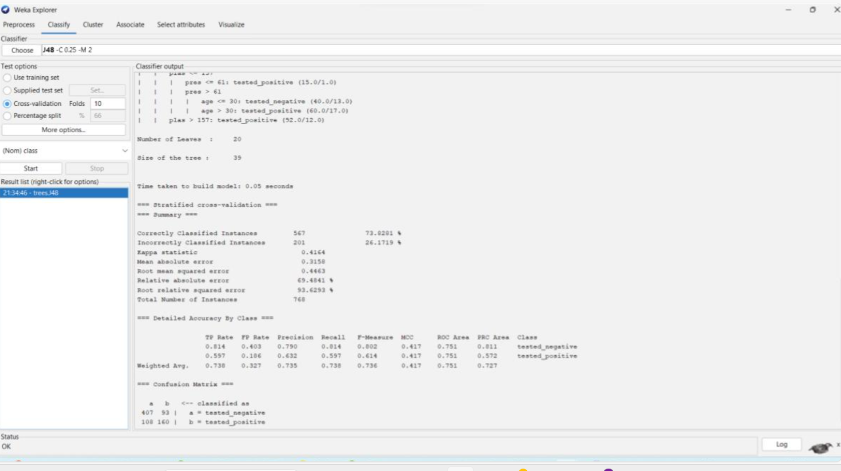 Weka Explorer
Preprocess Classify Cluster Associate Select attributes Visualize
Classifier
Choose J48 -C 0.25 -M 2
Test options
Use training set
Supplied test set Set...
Cross-validation Folds 10
Percentage split % 66
More options...
(Nom) class
Start Stop
Result list (right-click for options)
21:34:46 - trees.J48
Classifier output
| | plas <= 157
| | | pres <= 61: tested_positive (15.0/1.0)
| | | pres > 61
| | | | age <= 30: tested_negative (40.0/13.0)
| | | | age > 30: tested_positive (60.0/17.0)
| | plas > 157: tested_positive (52.0/12.0)
Number of Leaves : 20
Size of the tree : 39
Time taken to build model: 0.05 seconds
=== Stratified cross-validation ===
=== Summary ===
Correctly Classified Instances 567 73.8281 %
Incorrectly Classified Instances 201 26.1719 %
Kappa statistic 0.4164
Mean absolute error 0.3158
Root mean squared error 0.4463
Relative absolute error 69.4841 %
Root relative squared error 93.6293 %
Total Number of Instances 768
=== Detailed Accuracy By Class ===
TP Rate FP Rate Precision Recall F-Measure MCC ROC Area PRC Area Class
0.814 0.403 0.790 0.814 0.802 0.417 0.751 0.811 tested_negative
0.597 0.186 0.632 0.597 0.614 0.417 0.751 0.572 tested_positive
Weighted Avg. 0.738 0.327 0.735 0.738 0.736 0.417 0.751 0.727
=== Confusion Matrix ===
a b <-- classified as
407 93 | a = tested_negative
108 160 | b = tested_positive
Status
OK
Log
x 0